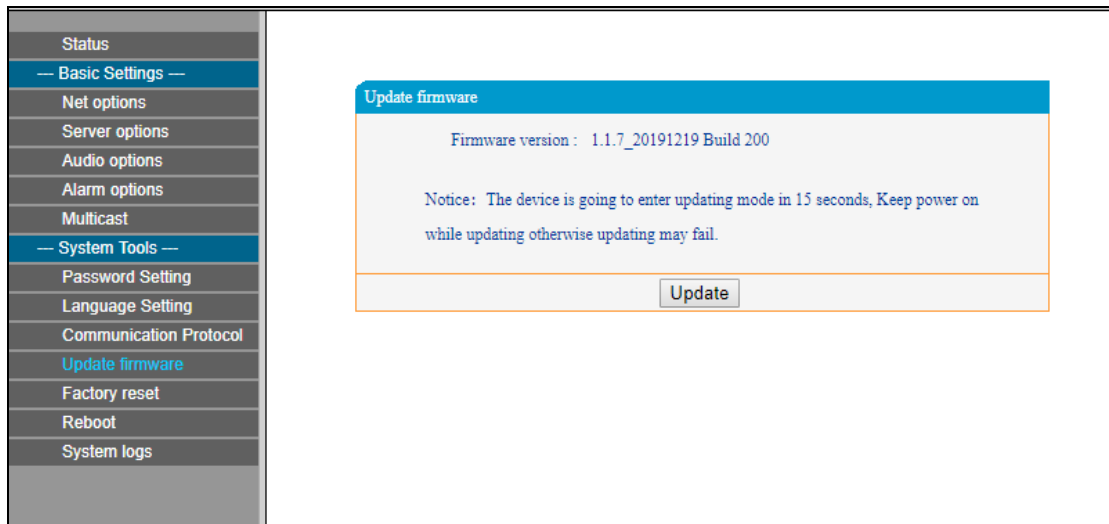 Status
--- Basic Settings ---
Net options
Server options
Audio options
Alarm options
Multicast
--- System Tools ---
Password Setting
Language Setting
Communication Protocol
Update firmware
Factory reset
Reboot
System logs
Update firmware
Firmware version : 1.1.7_20191219 Build 200
Notice: The device is going to enter updating mode in 15 seconds, Keep power on
while updating otherwise updating may fail.
Update